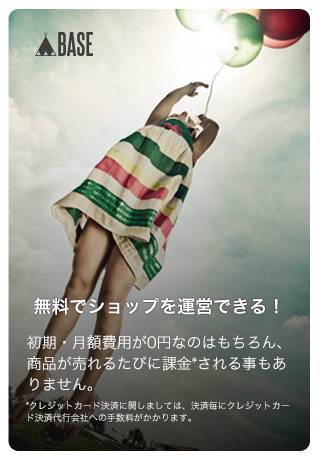 BASE
無料でショップを運営できる！
初期・月額費用が0円なのはもちろん、
商品が売れるたびに課金*される事もあ
りません。
*クレジットカード決済に関しましては、決済毎にクレジットカー
ド決済代行会社への手数料がかかります。